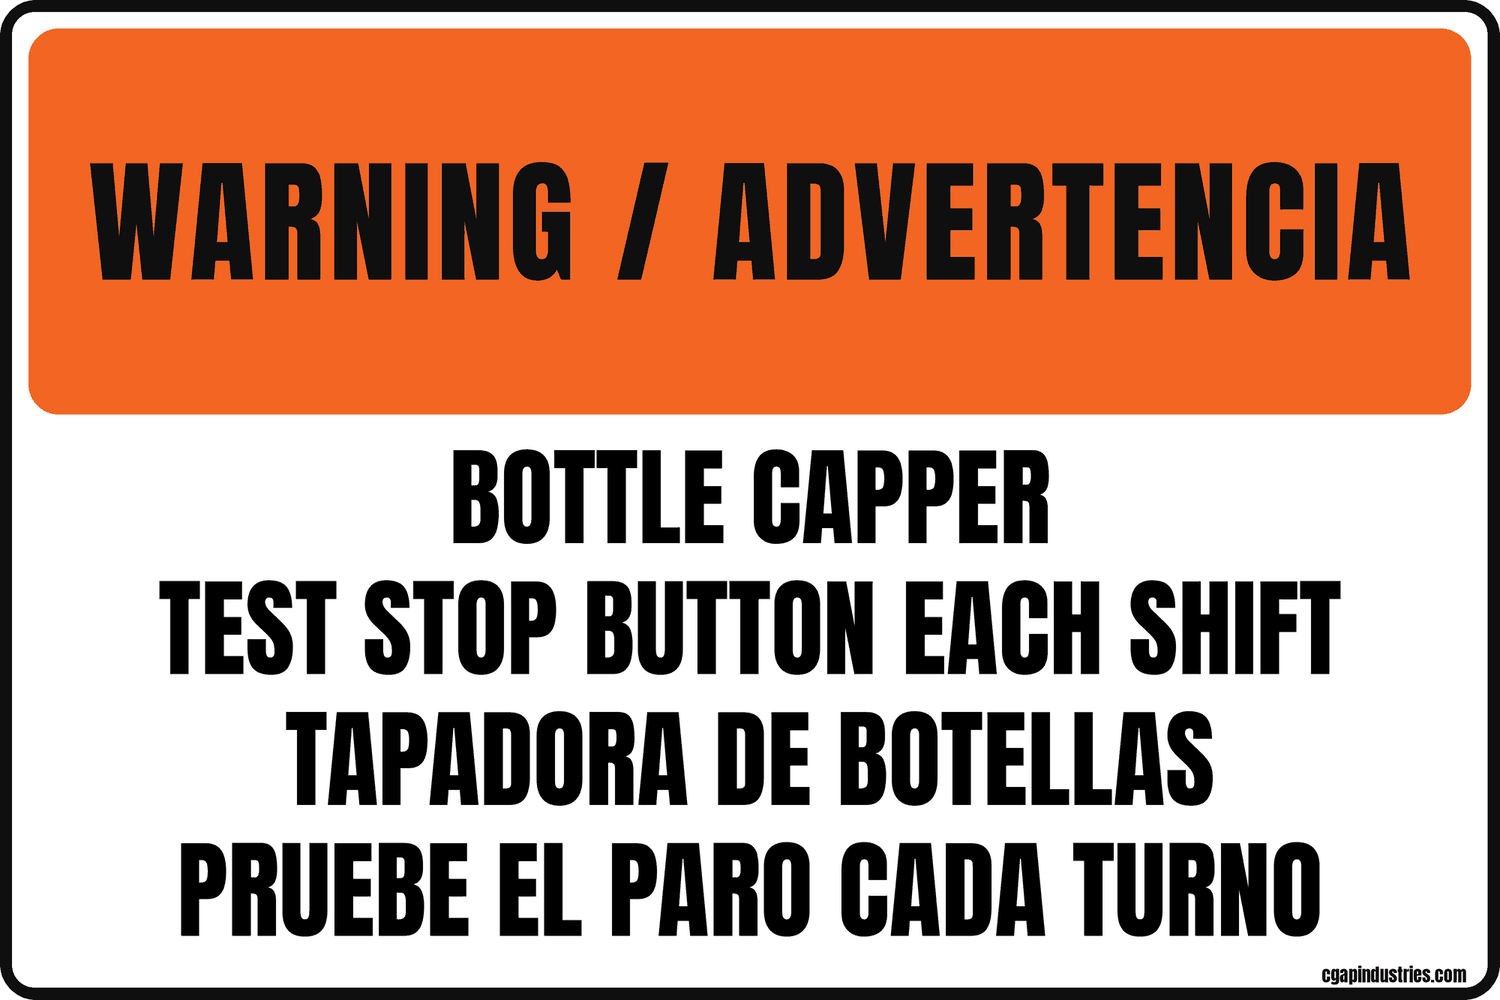 WARNING / ADVERTENCIA
BOTTLE CAPPER
TEST STOP BUTTON EACH SHIFT
TAPADORA DE BOTELLAS
PRUEBE EL PARO CADA TURNO
cgapindustries.com